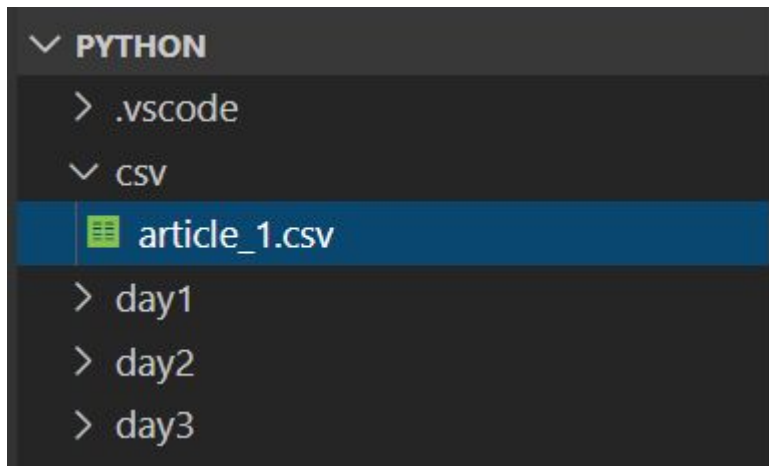 PYTHON
.vscode
csv
article_1.csv
day1
day2
day3